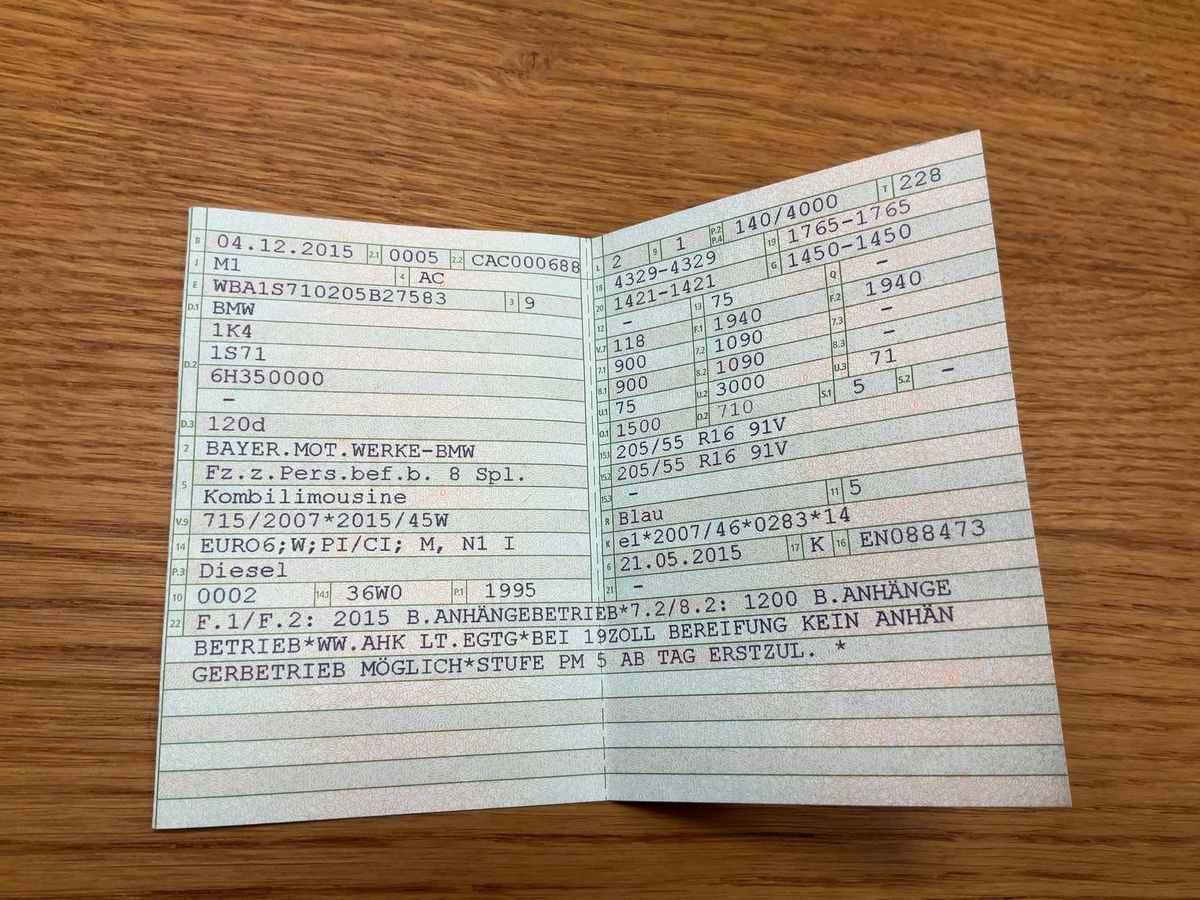 B 04.12.2015 2.1 0005 2.2 CAC000688
J M1 4 AC
E WBA1S710205B27583 3 9
D.1 BMW
1K4
D.2 1S71
6H350000
–
D.3 120d
2 BAYER.MOT.WERKE-BMW
5 Fz.z.Pers.bef.b. 8 Spl.
Kombilimousine
V.9 715/2007*2015/45W
14 EURO6;W;PI/CI; M, N1 I
P.3 Diesel
10 0002 14.1 36W0 P.1 1995
L 2 9 1 P.2 P.4 140/4000 T 228
18 4329-4329 19 1765-1765
20 1421-1421 G 1450-1450
12 – 13 75 Q –
V.7 118 F.1 1940 F.2 1940
7.1 900 7.2 1090 7.3 –
8.1 900 8.2 1090 8.3 –
U.1 75 U.2 3000 U.3 71
O.1 1500 O.2 710 S.1 5 S.2 –
15.1 205/55 R16 91V
15.2 205/55 R16 91V
15.3 –
R Blau 11 5
K e1*2007/46*0283*14
6 21.05.2015 17 K 16 EN088473
21 –
22 F.1/F.2: 2015 B.ANHÄNGEBETRIEB*7.2/8.2: 1200 B.ANHÄNGE
BETRIEB*WW.AHK LT.EGTG*BEI 19ZOLL BEREIFUNG KEIN ANHÄN
GERBETRIEB MÖGLICH*STUFE PM 5 AB TAG ERSTZUL. *